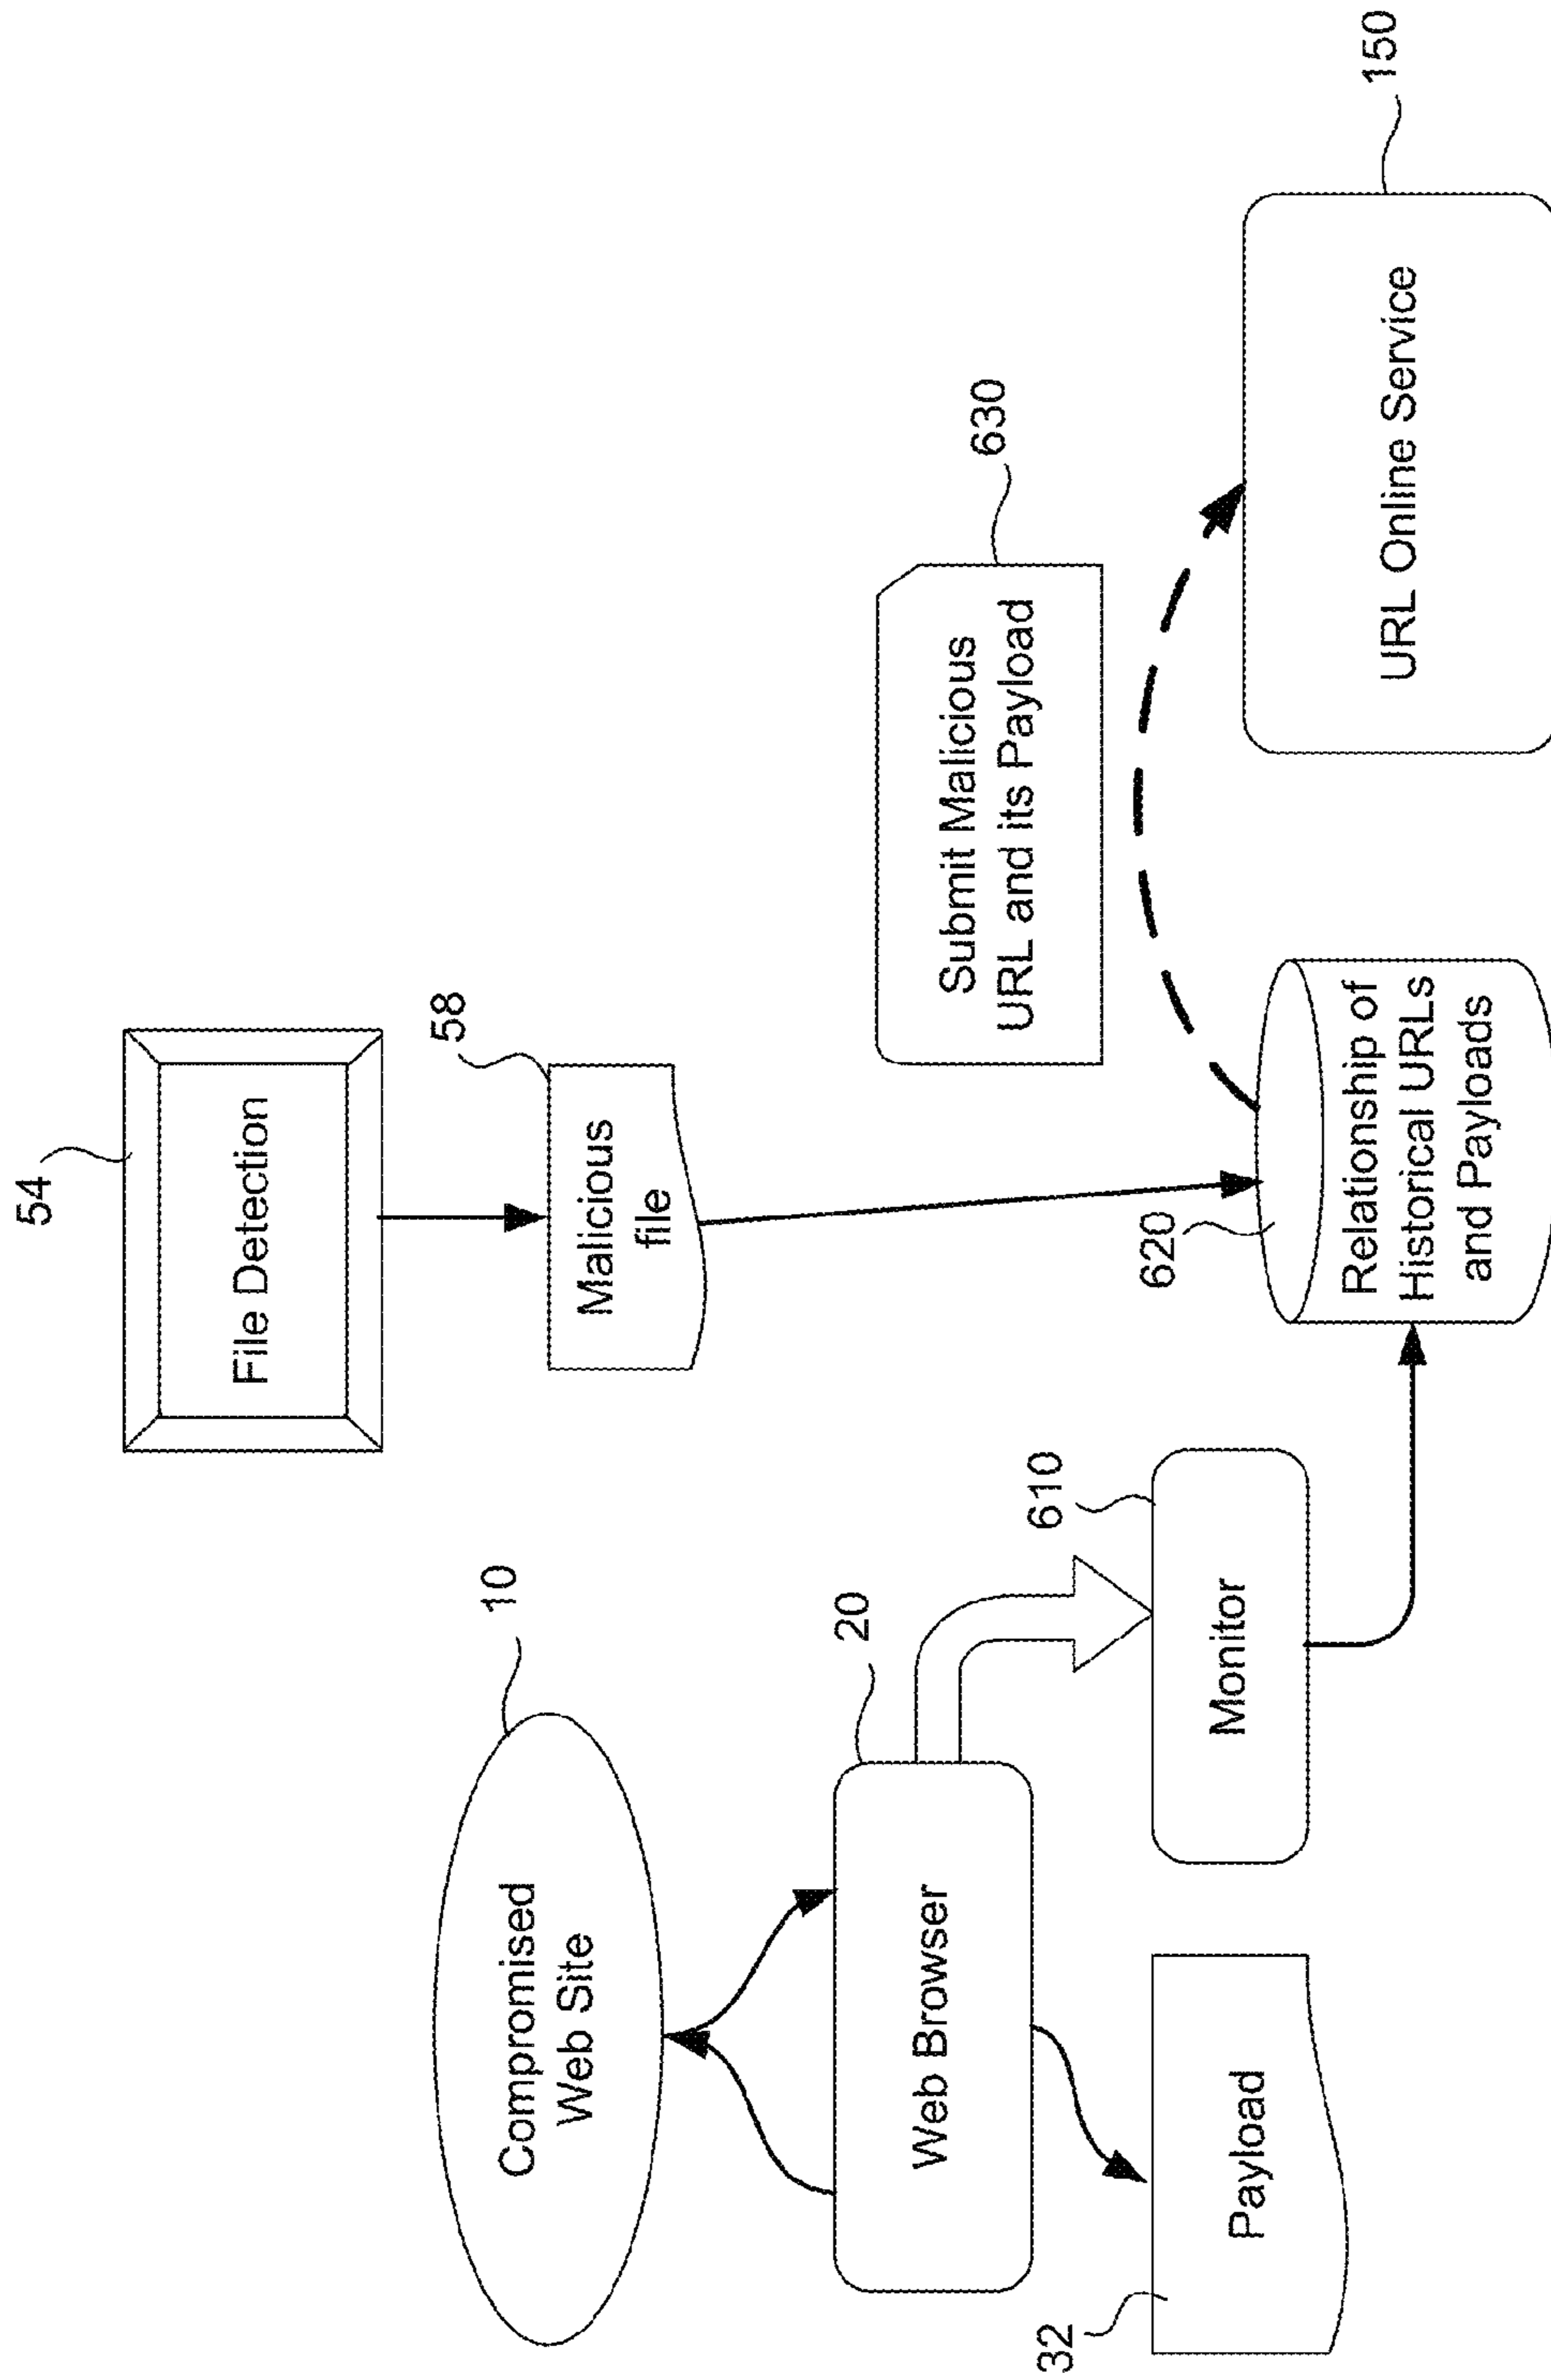 54
File Detection
58
Malicious
file
10
Compromised
Web Site
20
Web Browser
32
Payload
610
Monitor
620
Relationship of
Historical URLs
and Payloads
630
Submit Malicious
URL and its Payload
150
URL Online Service